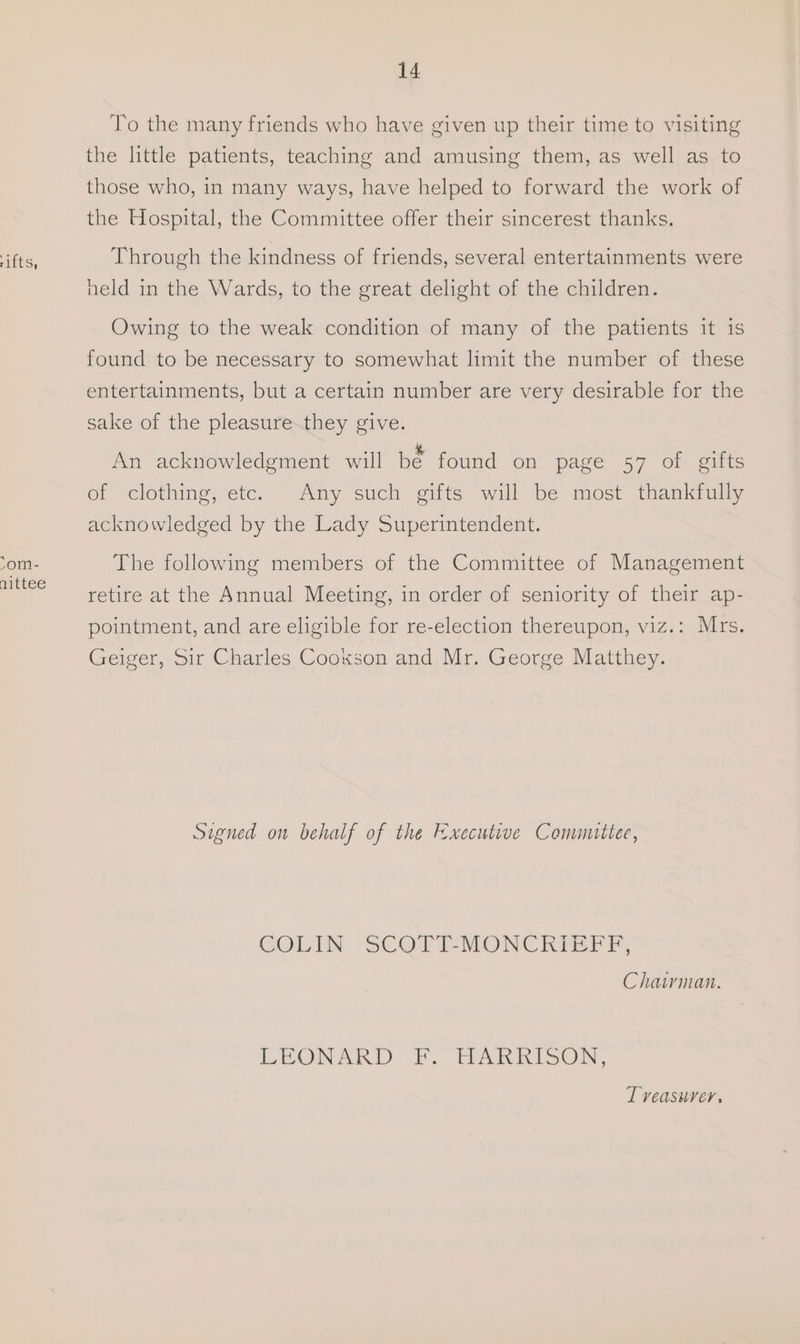 14
To the many friends who have given up their time to visiting
the little patients, teaching and amusing them, as well as to
those who, in many ways, have helped to forward the work of
the Hospital, the Committee offer their sincerest thanks.
ifts,
Through the kindness of friends, several entertainments were
held in the Wards, to the great delight of the children.
Owing to the weak condition of many of the patients it is
found to be necessary to somewhat limit the number of these
entertainments, but a certain number are very desirable for the
sake of the pleasure they give.
An acknowledgment will be found on page 57 of gifts
of clothing, etc. Any such gifts will be most thankfully
acknowledged by the Lady Superintendent.
om-
nittee
The following members of the Committee of Management
retire at the Annual Meeting, in order of seniority of their ap-
pointment, and are eligible for re-election thereupon, viz.: Mrs.
Geiger, Sir Charles Cookson and Mr. George Matthey.
Signed on behalf of the Executive Committee,
COLIN SCOTT-MONCRIEFF,
Chairman.
LEONARD F. HARRISON,
Treasurer.